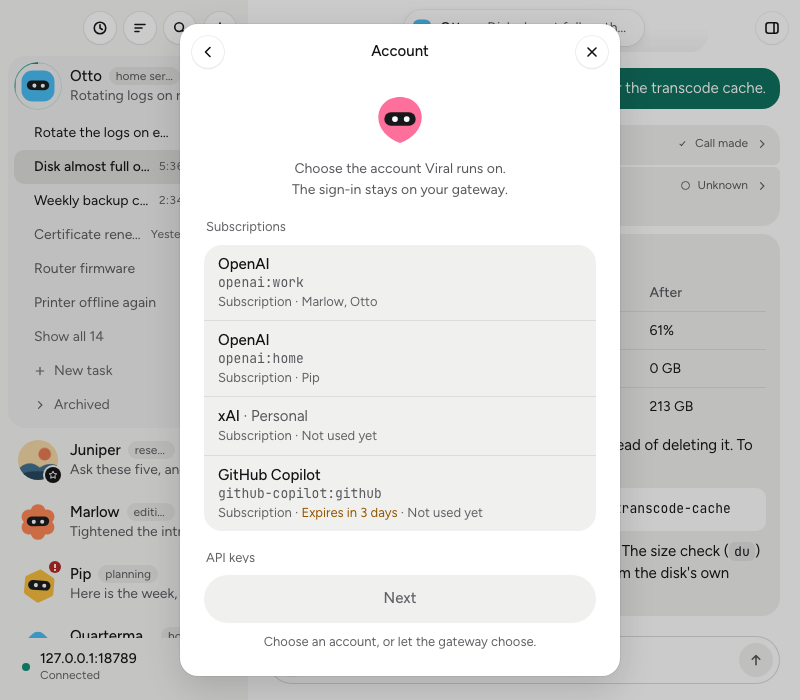 Account
Choose the account Viral runs on.
The sign-in stays on your gateway.
Subscriptions
OpenAI
openai:work
Subscription · Marlow, Otto
OpenAI
openai:home
Subscription · Pip
xAI · Personal
Subscription · Not used yet
GitHub Copilot
github-copilot:github
Subscription · Expires in 3 days · Not used yet
API keys
Next
Choose an account, or let the gateway choose.
Otto home ser...
Rotating logs on
Rotate the logs on e...
Disk almost full o... 5:36
Weekly backup c... 2:34
Certificate rene... Yeste
Router firmware
Printer offline again
Show all 14
+ New task
Archived
Juniper rese...
Ask these five, an
Marlow editi...
Tightened the intr
Pip planning
Here is the week,
Quarterma
127.0.0.1:18789
Connected
the transcode cache.
Call made
Unknown
After
61%
0 GB
213 GB
ead of deleting it. To
transcode-cache
The size check (du)
m the disk's own